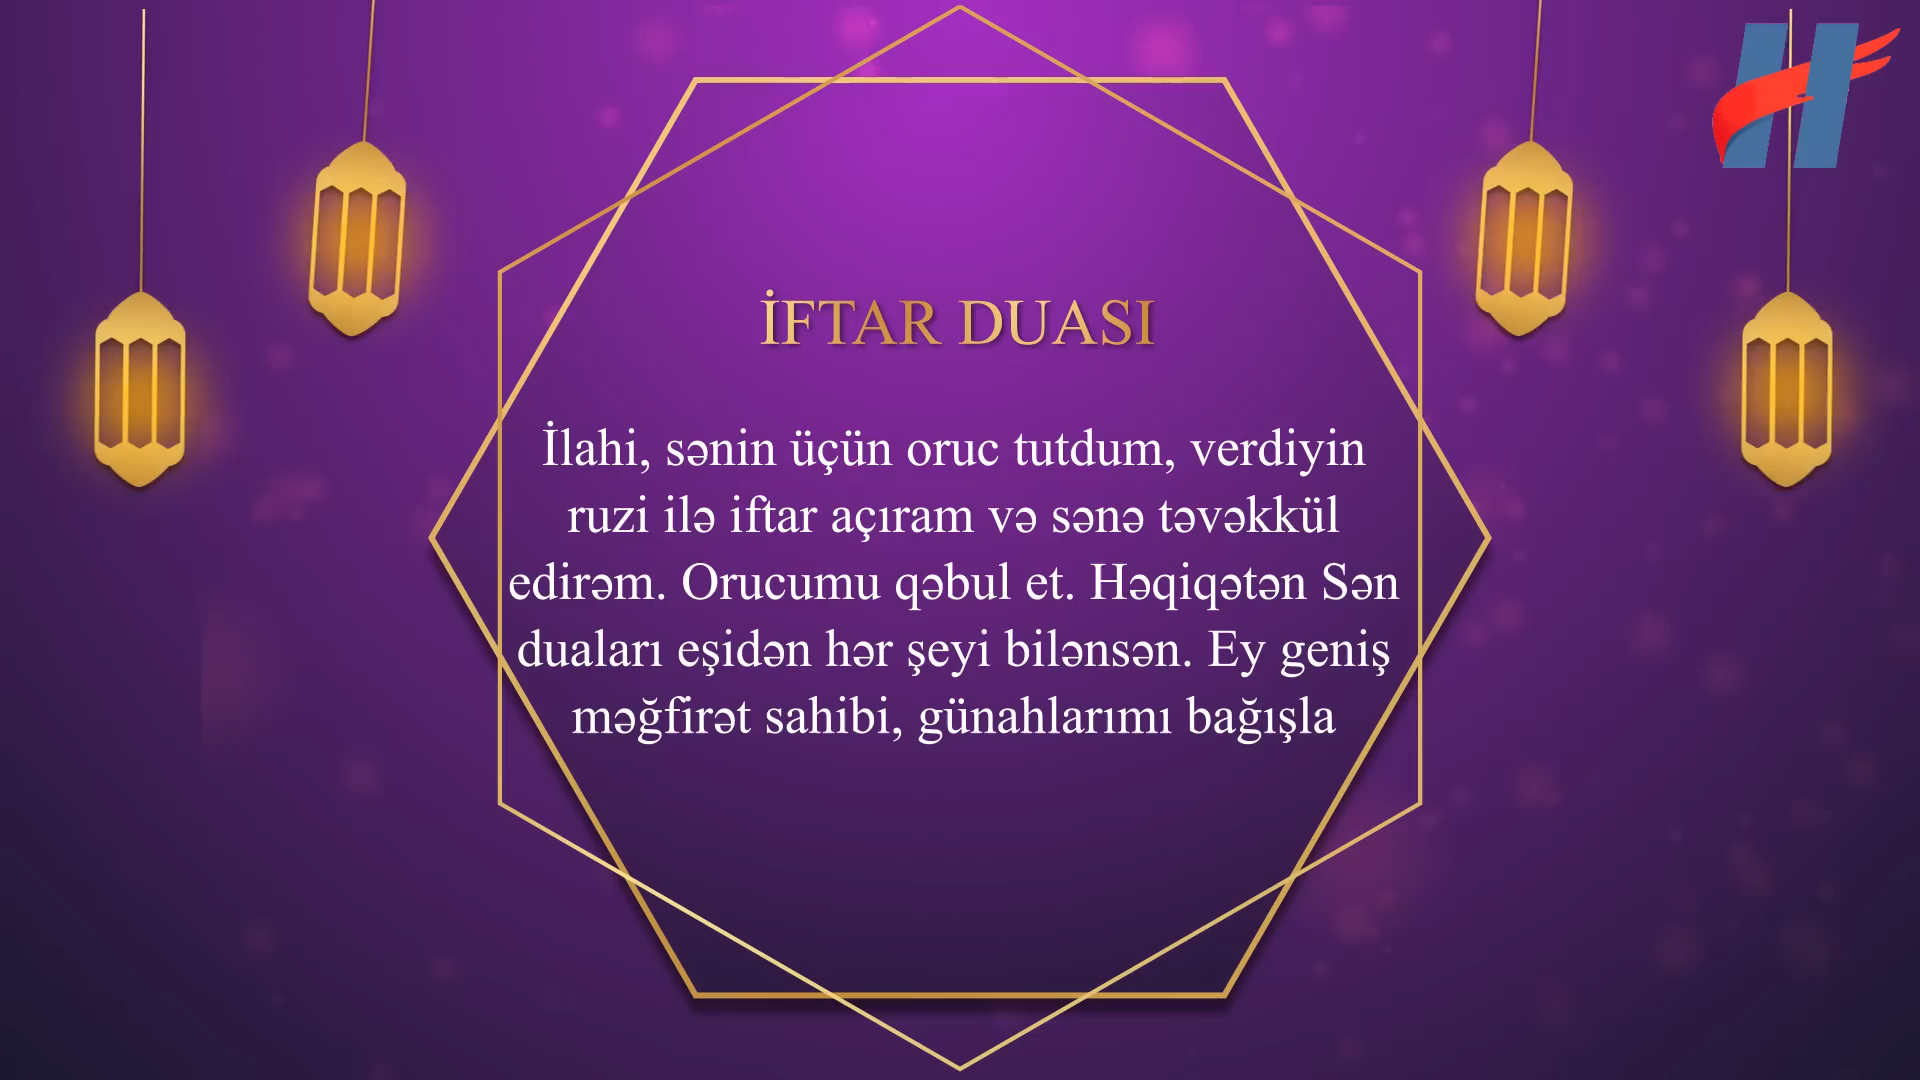 İFTAR DUASI
İlahi, sənin üçün oruc tutdum, verdiyin
ruzi ilə iftar açıram və sənə təvəkkül
edirəm. Orucumu qəbul et. Həqiqətən Sən
duaları eşidən hər şeyi bilənsən. Ey geniş
məğfirət sahibi, günahlarımı bağışla